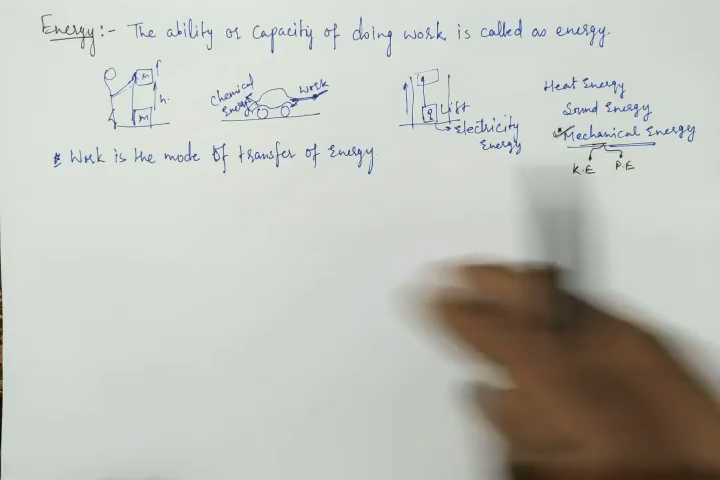 Energy:- The ability or capacity of doing work is called as energy.
M F
h.
M
Chemical Energy
work
Lift
Electricity
Energy
Heat Energy
Sound Energy
Mechanical Energy
K.E P.E
* Work is the mode of transfer of Energy